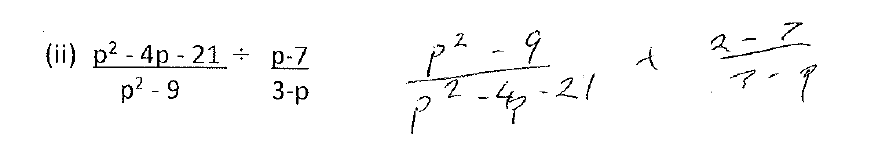 (ii) p² - 4p - 21 ÷ p-7
p² - 9 3-p
p² - 9
p² - 4p - 21